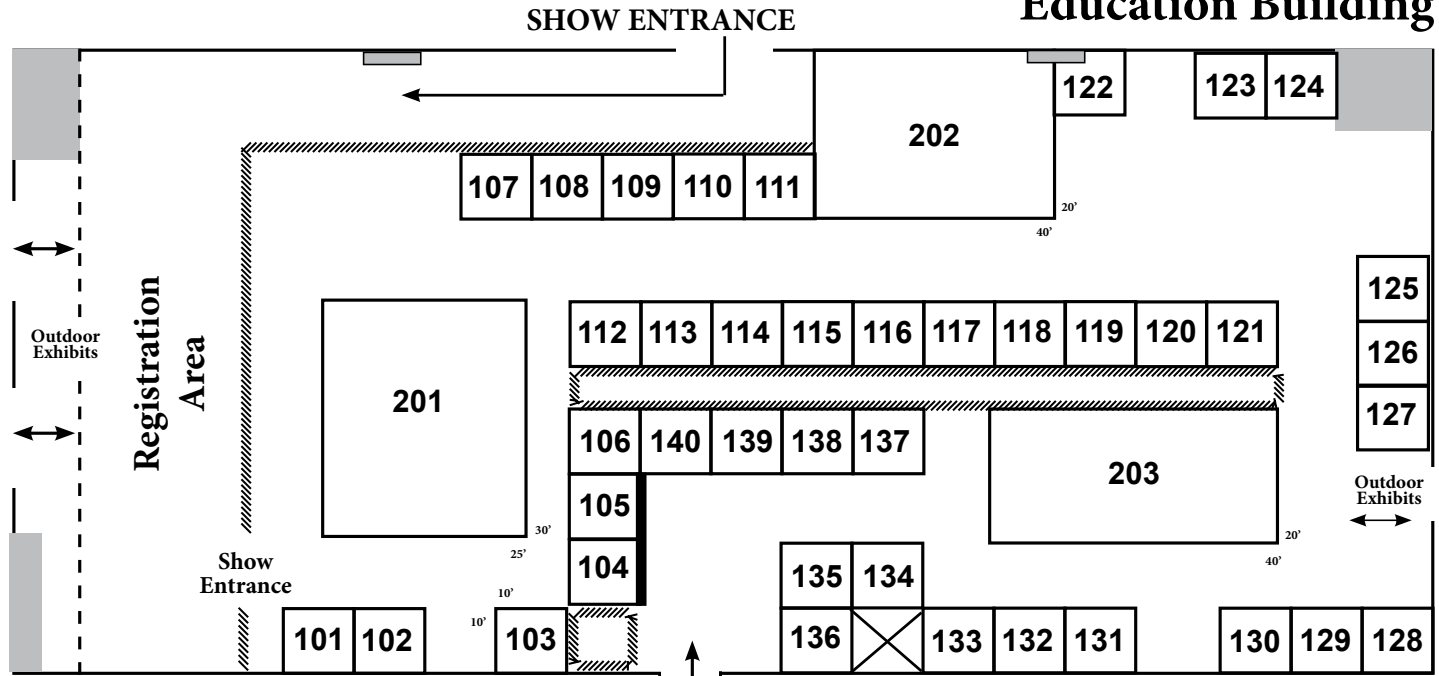 Education Building
SHOW ENTRANCE
122
123 124
202
107 108 109 110 111
20'
40'
125
126
127
Outdoor
Exhibits
Registration
Area
112 113 114 115 116 117 118 119 120 121
201
106 140 139 138 137
203
105
104
Outdoor
Exhibits
30'
25'
20'
40'
Show
Entrance
10'
10'
135 134
101 102 103
136 133 132 131
130 129 128